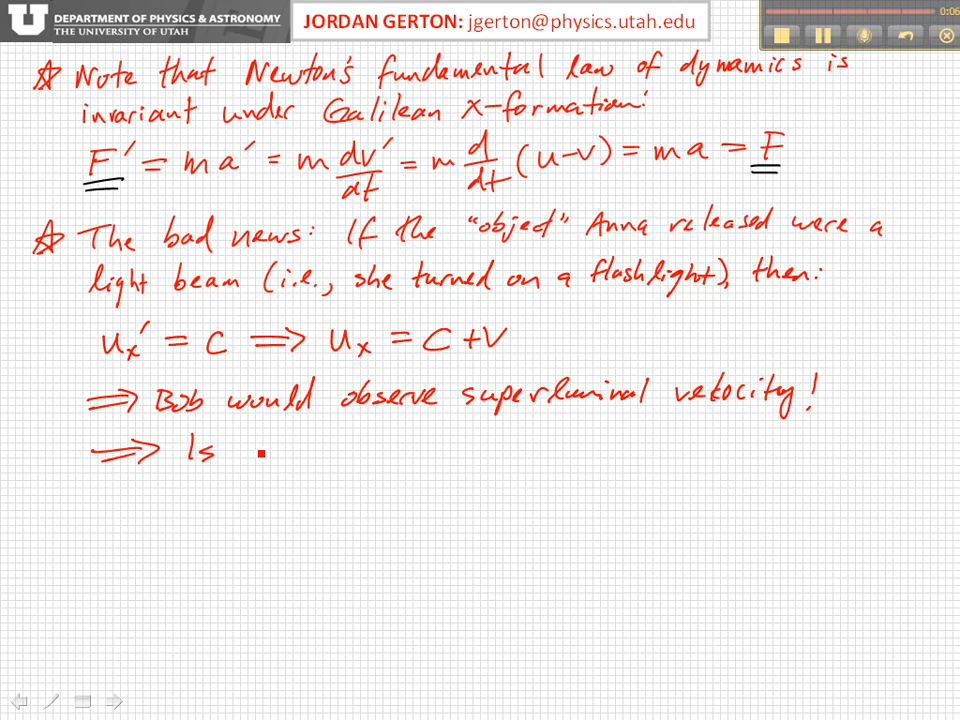 U DEPARTMENT OF PHYSICS & ASTRONOMY
THE UNIVERSITY OF UTAH
JORDAN GERTON: jgerton@physics.utah.edu
0:06
☆ Note that Newton's fundamental law of dynamics is
invariant under Galilean x-formation:
F' = ma' = m dv'/dt = m d/dt (u-v) = ma = F
☆ The bad news: If the "object" Anna released were a
light beam (i.e., she turned on a flashlight), then:
ux' = c ⟹ ux = c+v
⟹ Bob would observe superluminal velocity!
⟹ Is